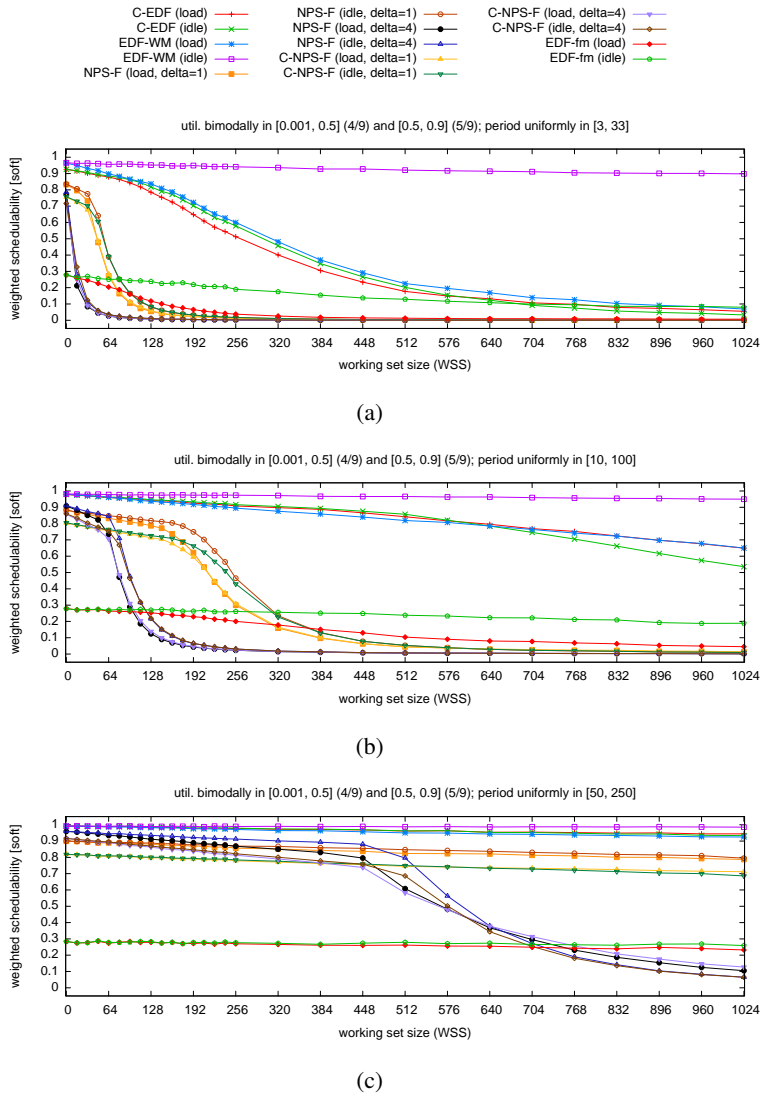 C-EDF (load)
C-EDF (idle)
EDF-WM (load)
EDF-WM (idle)
NPS-F (load, delta=1)
NPS-F (idle, delta=1)
NPS-F (load, delta=4)
NPS-F (idle, delta=4)
C-NPS-F (load, delta=1)
C-NPS-F (idle, delta=1)
C-NPS-F (load, delta=4)
C-NPS-F (idle, delta=4)
EDF-fm (load)
EDF-fm (idle)
util. bimodally in [0.001, 0.5] (4/9) and [0.5, 0.9] (5/9); period uniformly in [3, 33]
weighted schedulability [soft]
1
0.9
0.8
0.7
0.6
0.5
0.4
0.3
0.2
0.1
0
0 64 128 192 256 320 384 448 512 576 640 704 768 832 896 960 1024
working set size (WSS)
(a)
util. bimodally in [0.001, 0.5] (4/9) and [0.5, 0.9] (5/9); period uniformly in [10, 100]
weighted schedulability [soft]
1
0.9
0.8
0.7
0.6
0.5
0.4
0.3
0.2
0.1
0
0 64 128 192 256 320 384 448 512 576 640 704 768 832 896 960 1024
working set size (WSS)
(b)
util. bimodally in [0.001, 0.5] (4/9) and [0.5, 0.9] (5/9); period uniformly in [50, 250]
weighted schedulability [soft]
1
0.9
0.8
0.7
0.6
0.5
0.4
0.3
0.2
0.1
0
0 64 128 192 256 320 384 448 512 576 640 704 768 832 896 960 1024
working set size (WSS)
(c)